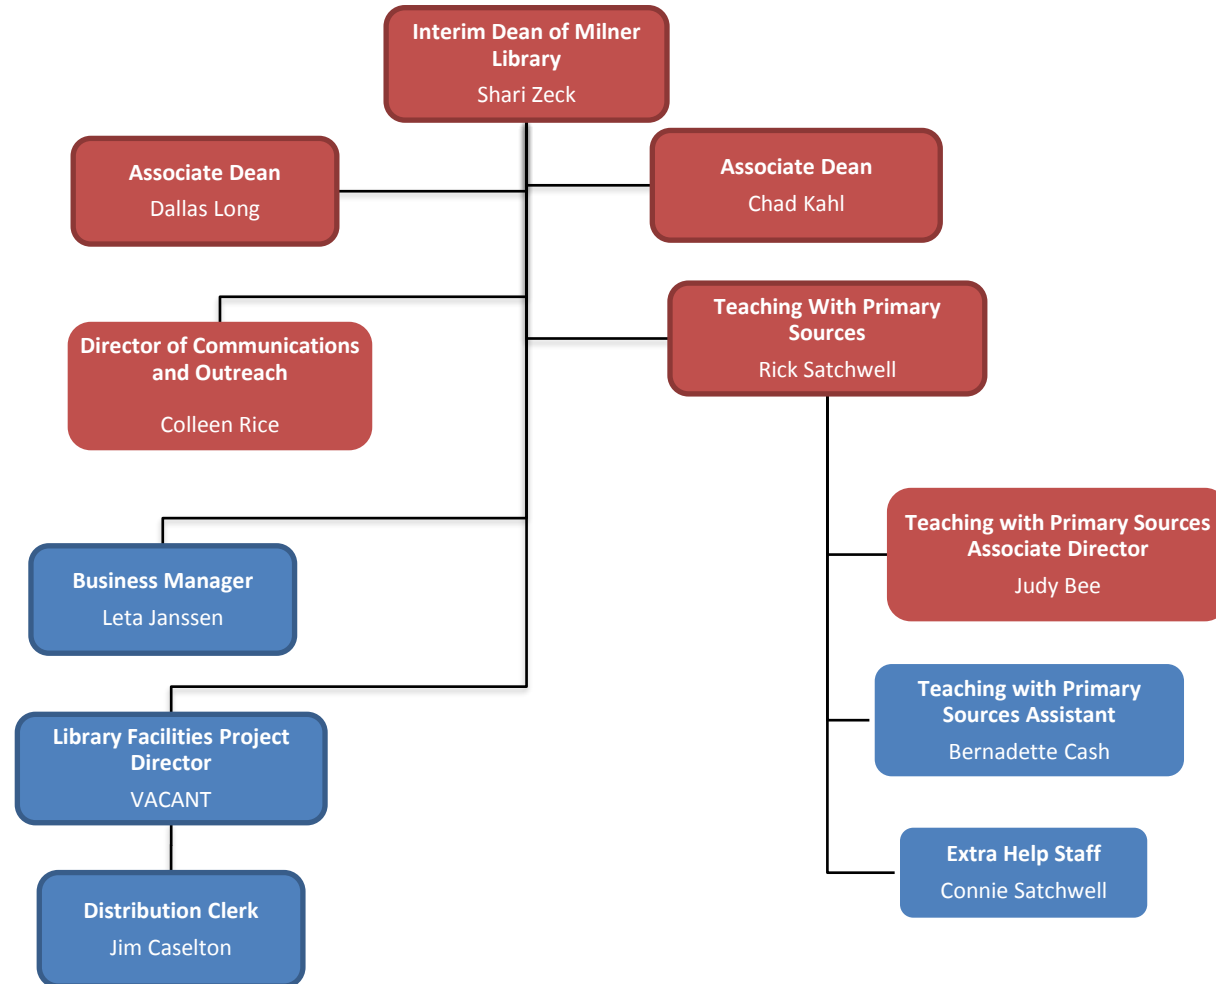 Interim Dean of Milner
Library
Shari Zeck
Associate Dean
Dallas Long
Associate Dean
Chad Kahl
Director of Communications
and Outreach
Colleen Rice
Teaching With Primary
Sources
Rick Satchwell
Business Manager
Leta Janssen
Teaching with Primary Sources
Associate Director
Judy Bee
Library Facilities Project
Director
VACANT
Teaching with Primary
Sources Assistant
Bernadette Cash
Distribution Clerk
Jim Caselton
Extra Help Staff
Connie Satchwell